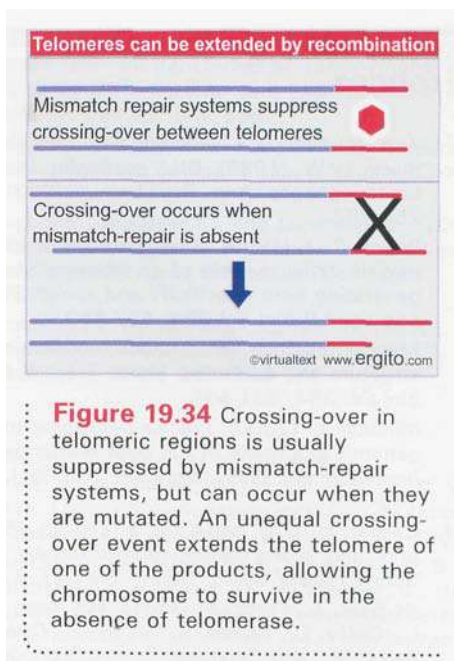 Telomeres can be extended by recombination
Mismatch repair systems suppress
crossing-over between telomeres
Crossing-over occurs when
mismatch-repair is absent
©virtualtext www.ergito.com
Figure 19.34 Crossing-over in
telomeric regions is usually
suppressed by mismatch-repair
systems, but can occur when they
are mutated. An unequal crossing-
over event extends the telomere of
one of the products, allowing the
chromosome to survive in the
absence of telomerase.